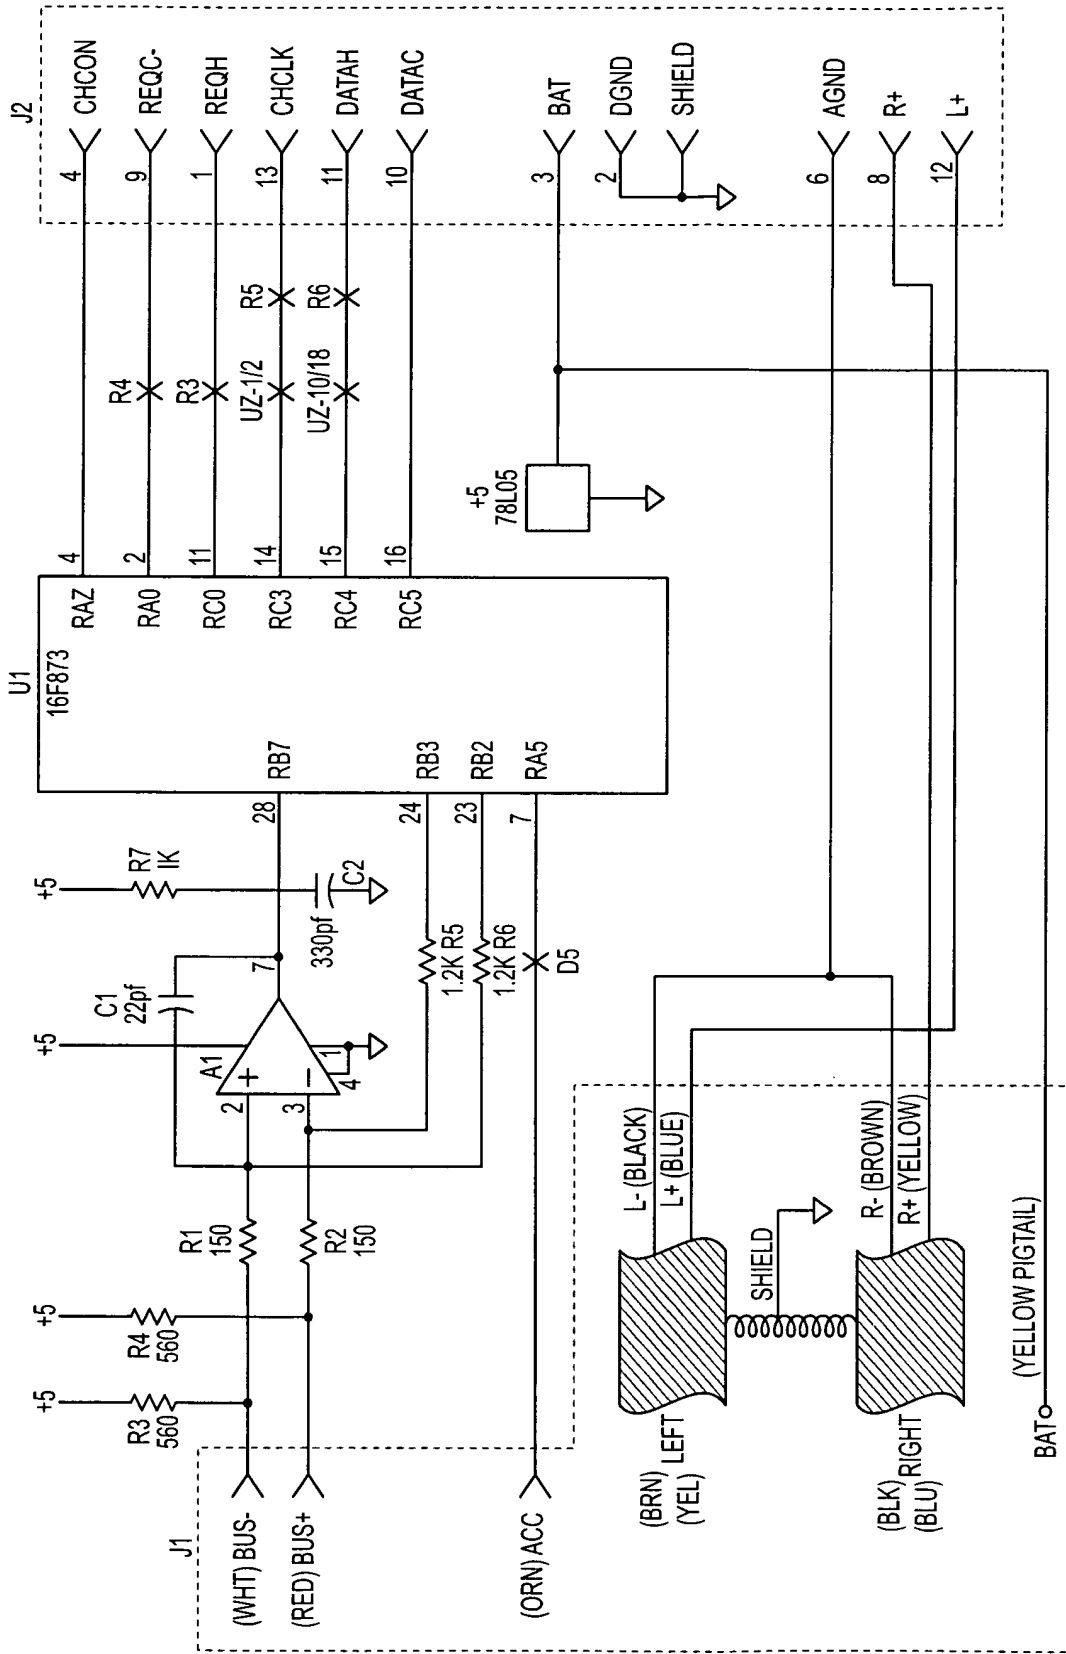 J2
4 CHCON
9 REQC-
1 REQH
13 CHCLK
11 DATAH
10 DATAC
3 BAT
2 DGND
SHIELD
6 AGND
8 R+
12 L+
R4
R3
UZ-1/2 R5
UZ-10/18 R6
+5
78L05
U1
16F873
RAZ 4
RA0 2
RC0 11
RC3 14
RC4 15
RC5 16
28 RB7
24 RB3
23 RB2
7 RA5
+5
R7
1K
330pf C2
C1
22pf
+5
A1
2 +
3 -
7
1
4
1.2K R5
1.2K R6
D5
R1
150
R2
150
+5
R4
560
+5
R3
560
J1
(WHT) BUS-
(RED) BUS+
(ORN) ACC
L- (BLACK)
L+ (BLUE)
R- (BROWN)
R+ (YELLOW)
SHIELD
(BRN) LEFT
(YEL)
(BLK) RIGHT
(BLU)
BAT
(YELLOW PIGTAIL)